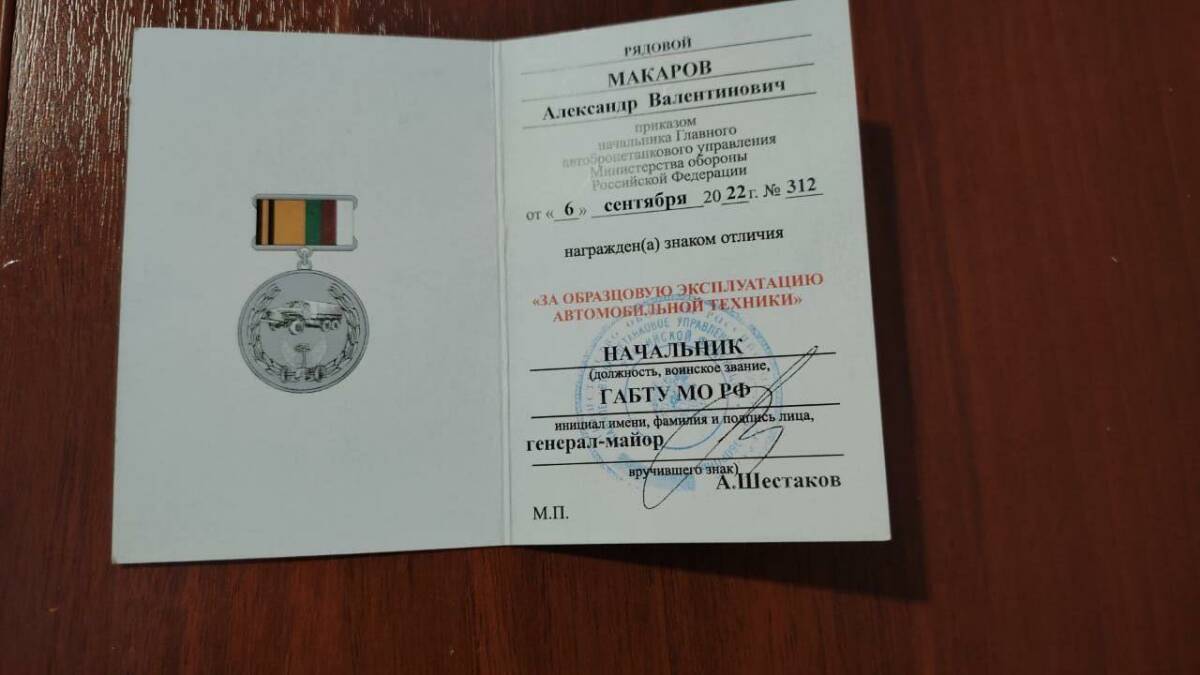 РЯДОВОЙ
МАКАРОВ
Александр Валентинович
приказом
начальника Главного
автобронетанкового управления
Министерства обороны
Российской Федерации
от «6» сентября 2022г. № 312
награжден(а) знаком отличия
«ЗА ОБРАЗЦОВУЮ ЭКСПЛУАТАЦИЮ
АВТОМОБИЛЬНОЙ ТЕХНИКИ»
НАЧАЛЬНИК
(должность, воинское звание,
ГАБТУ МО РФ
инициал имени, фамилия и подпись лица,
генерал-майор
вручившего знак)
А.Шестаков
М.П.